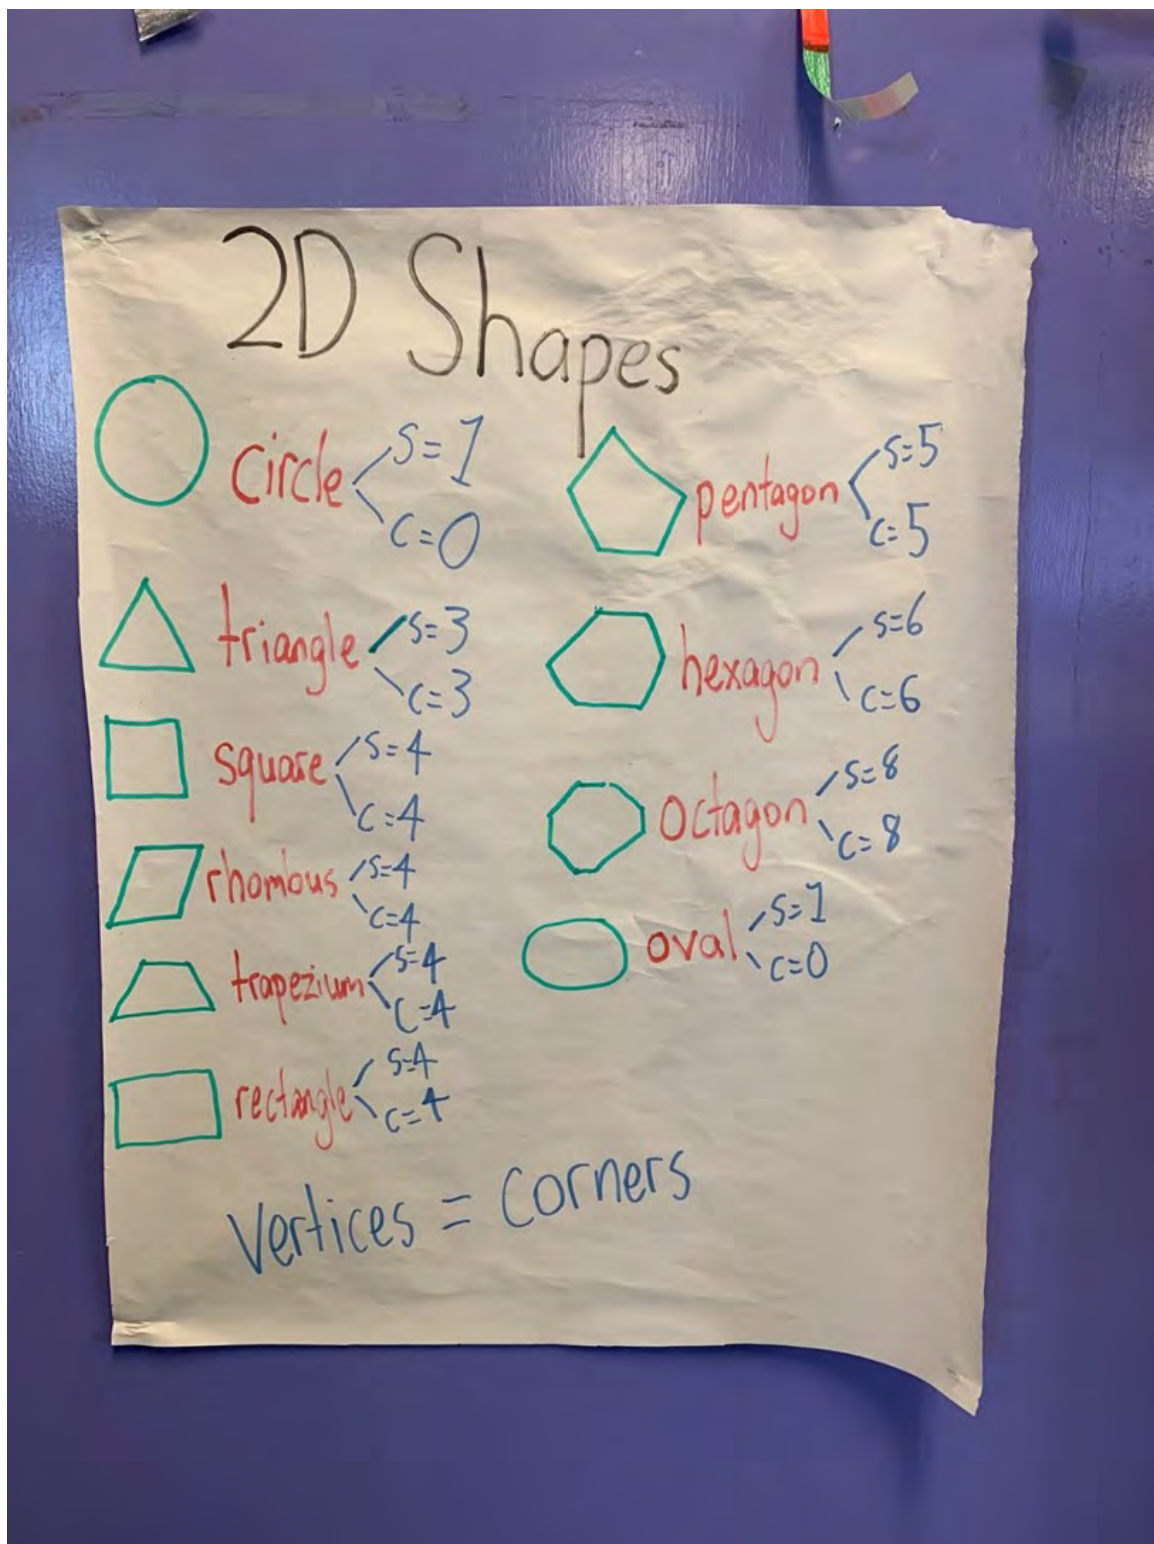 2D Shapes
circle
s=1
c=0
triangle
s=3
c=3
square
s=4
c=4
rhombus
s=4
c=4
trapezium
s=4
c=4
rectangle
s=4
c=4
pentagon
s=5
c=5
hexagon
s=6
c=6
octagon
s=8
c=8
oval
s=1
c=0
vertices = corners